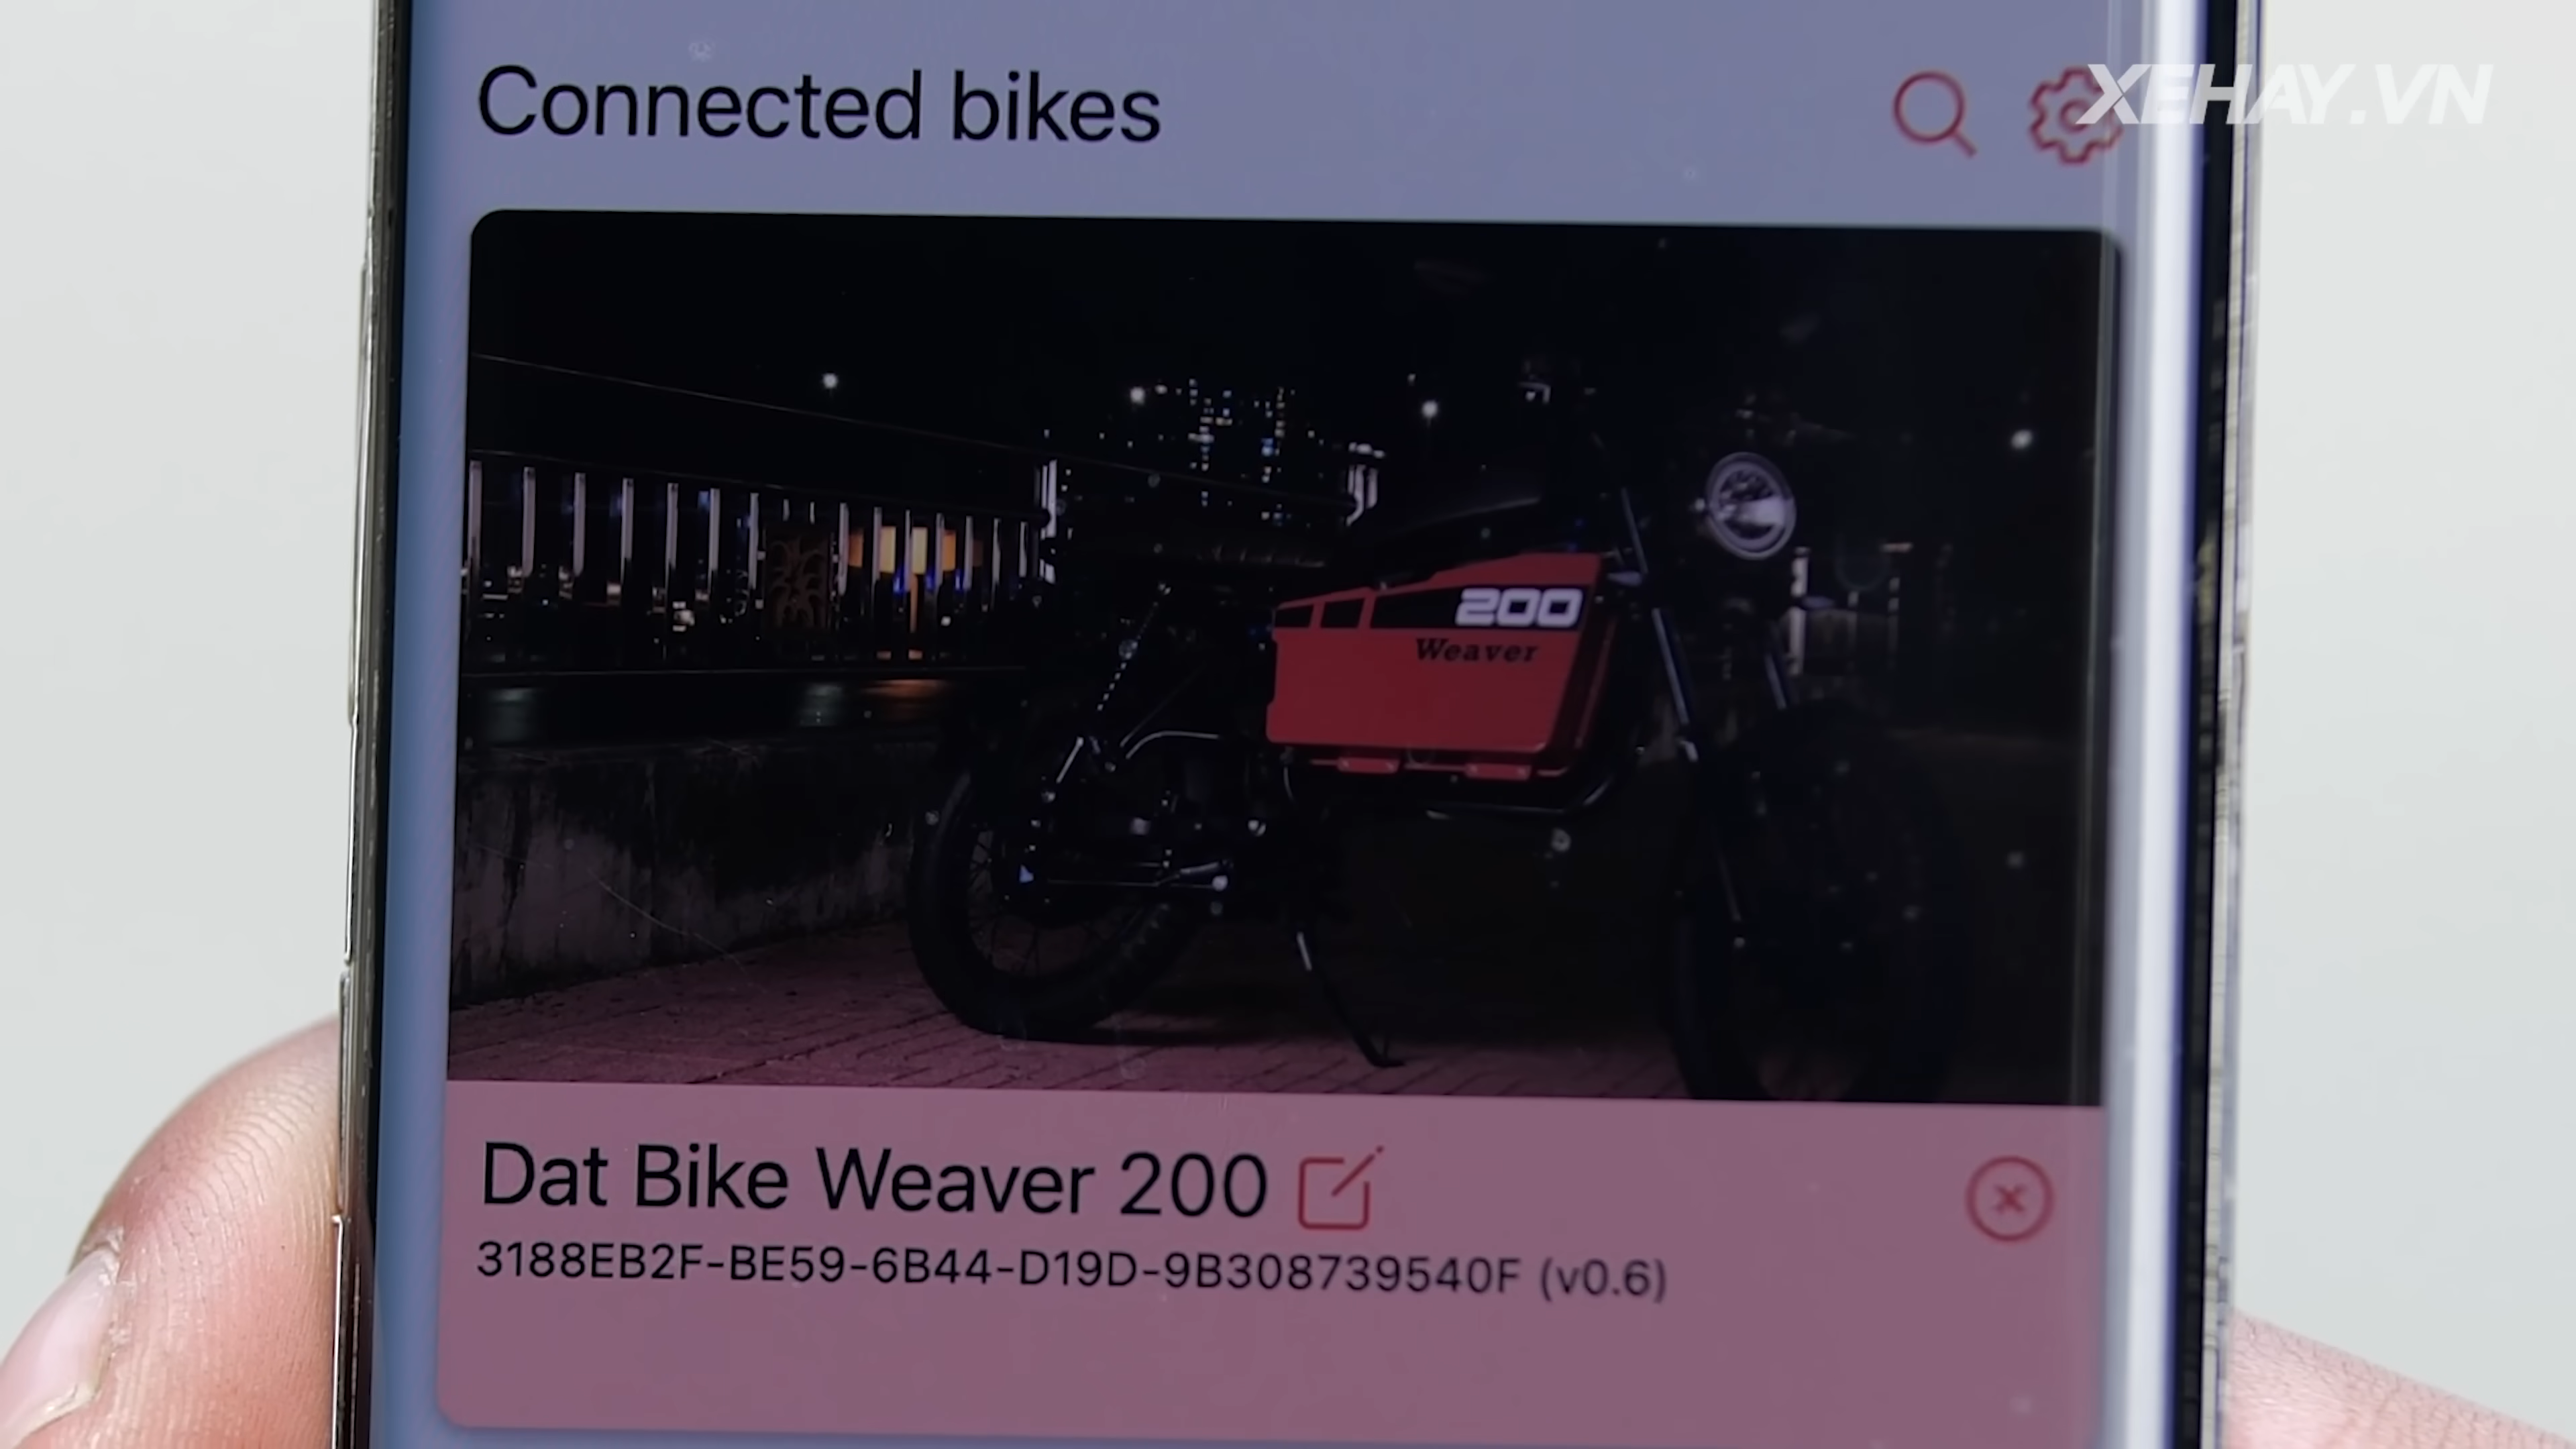 Connected bikes
XEHAY.VN
200
Weaver
Dat Bike Weaver 200
3188EB2F-BE59-6B44-D19D-9B308739540F (v0.6)